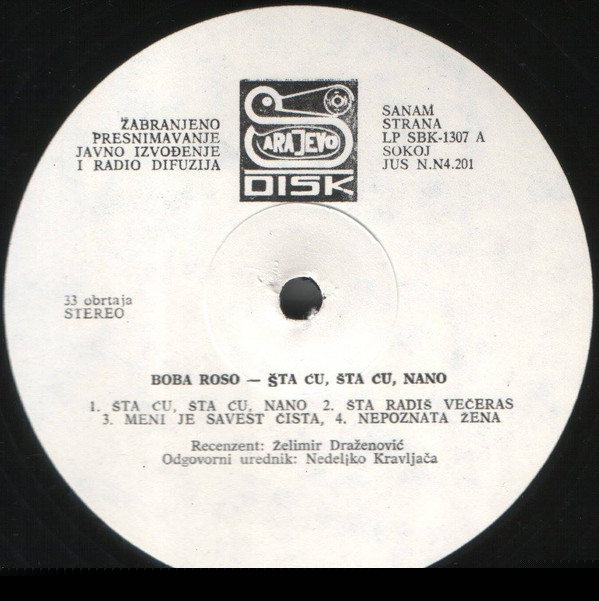 ŽABRANJENO
PRESNIMAVANJE
JAVNO IZVOĐENJE
I RADIO DIFUZIJA
SARAJEVO
DISK
SANAM
STRANA
LP SBK-1307 A
SOKOJ
JUS N.N4.201
33 obrtaja
STEREO
BOBA ROSO — ŠTA ĆU, ŠTA ĆU, NANO
1. ŠTA ĆU, ŠTA ĆU, NANO 2. ŠTA RADIŠ VEČERAS
3. MENI JE SAVEST ČISTA, 4. NEPOZNATA ŽENA
Recenzent: Želimir Draženović
Odgovorni urednik: Nedeljko Kravljača